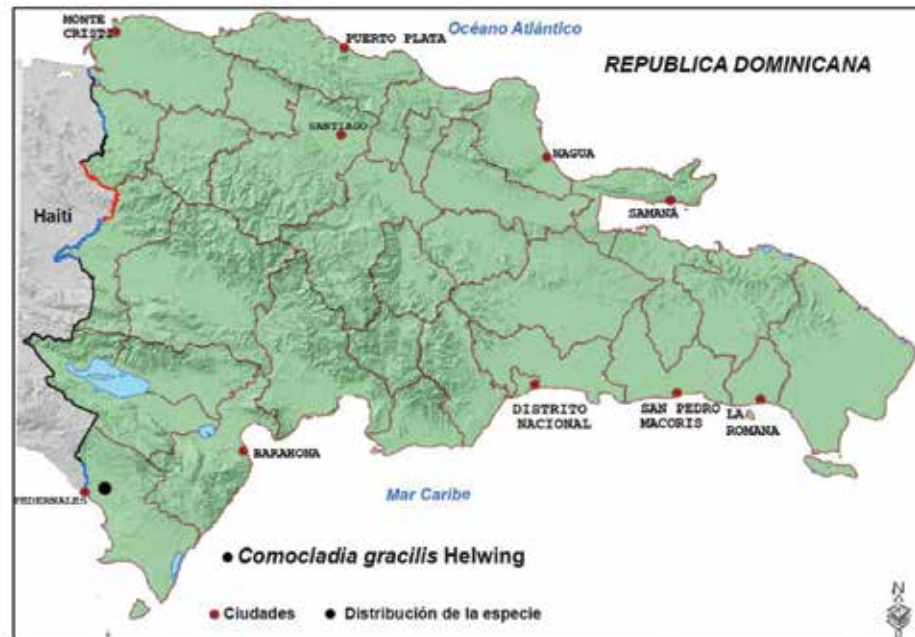 MONTE
CRISTI
PUERTO PLATA
Océano Atlántico
REPUBLICA DOMINICANA
SANTIAGO
NAGUA
Haití
SAMANÁ
DISTRITO
NACIONAL
SAN PEDRO
MACORIS
LA
ROMANA
BARAHONA
PEDERNALES
Mar Caribe
Comocladia gracilis Helwing
Ciudades
Distribución de la especie
N